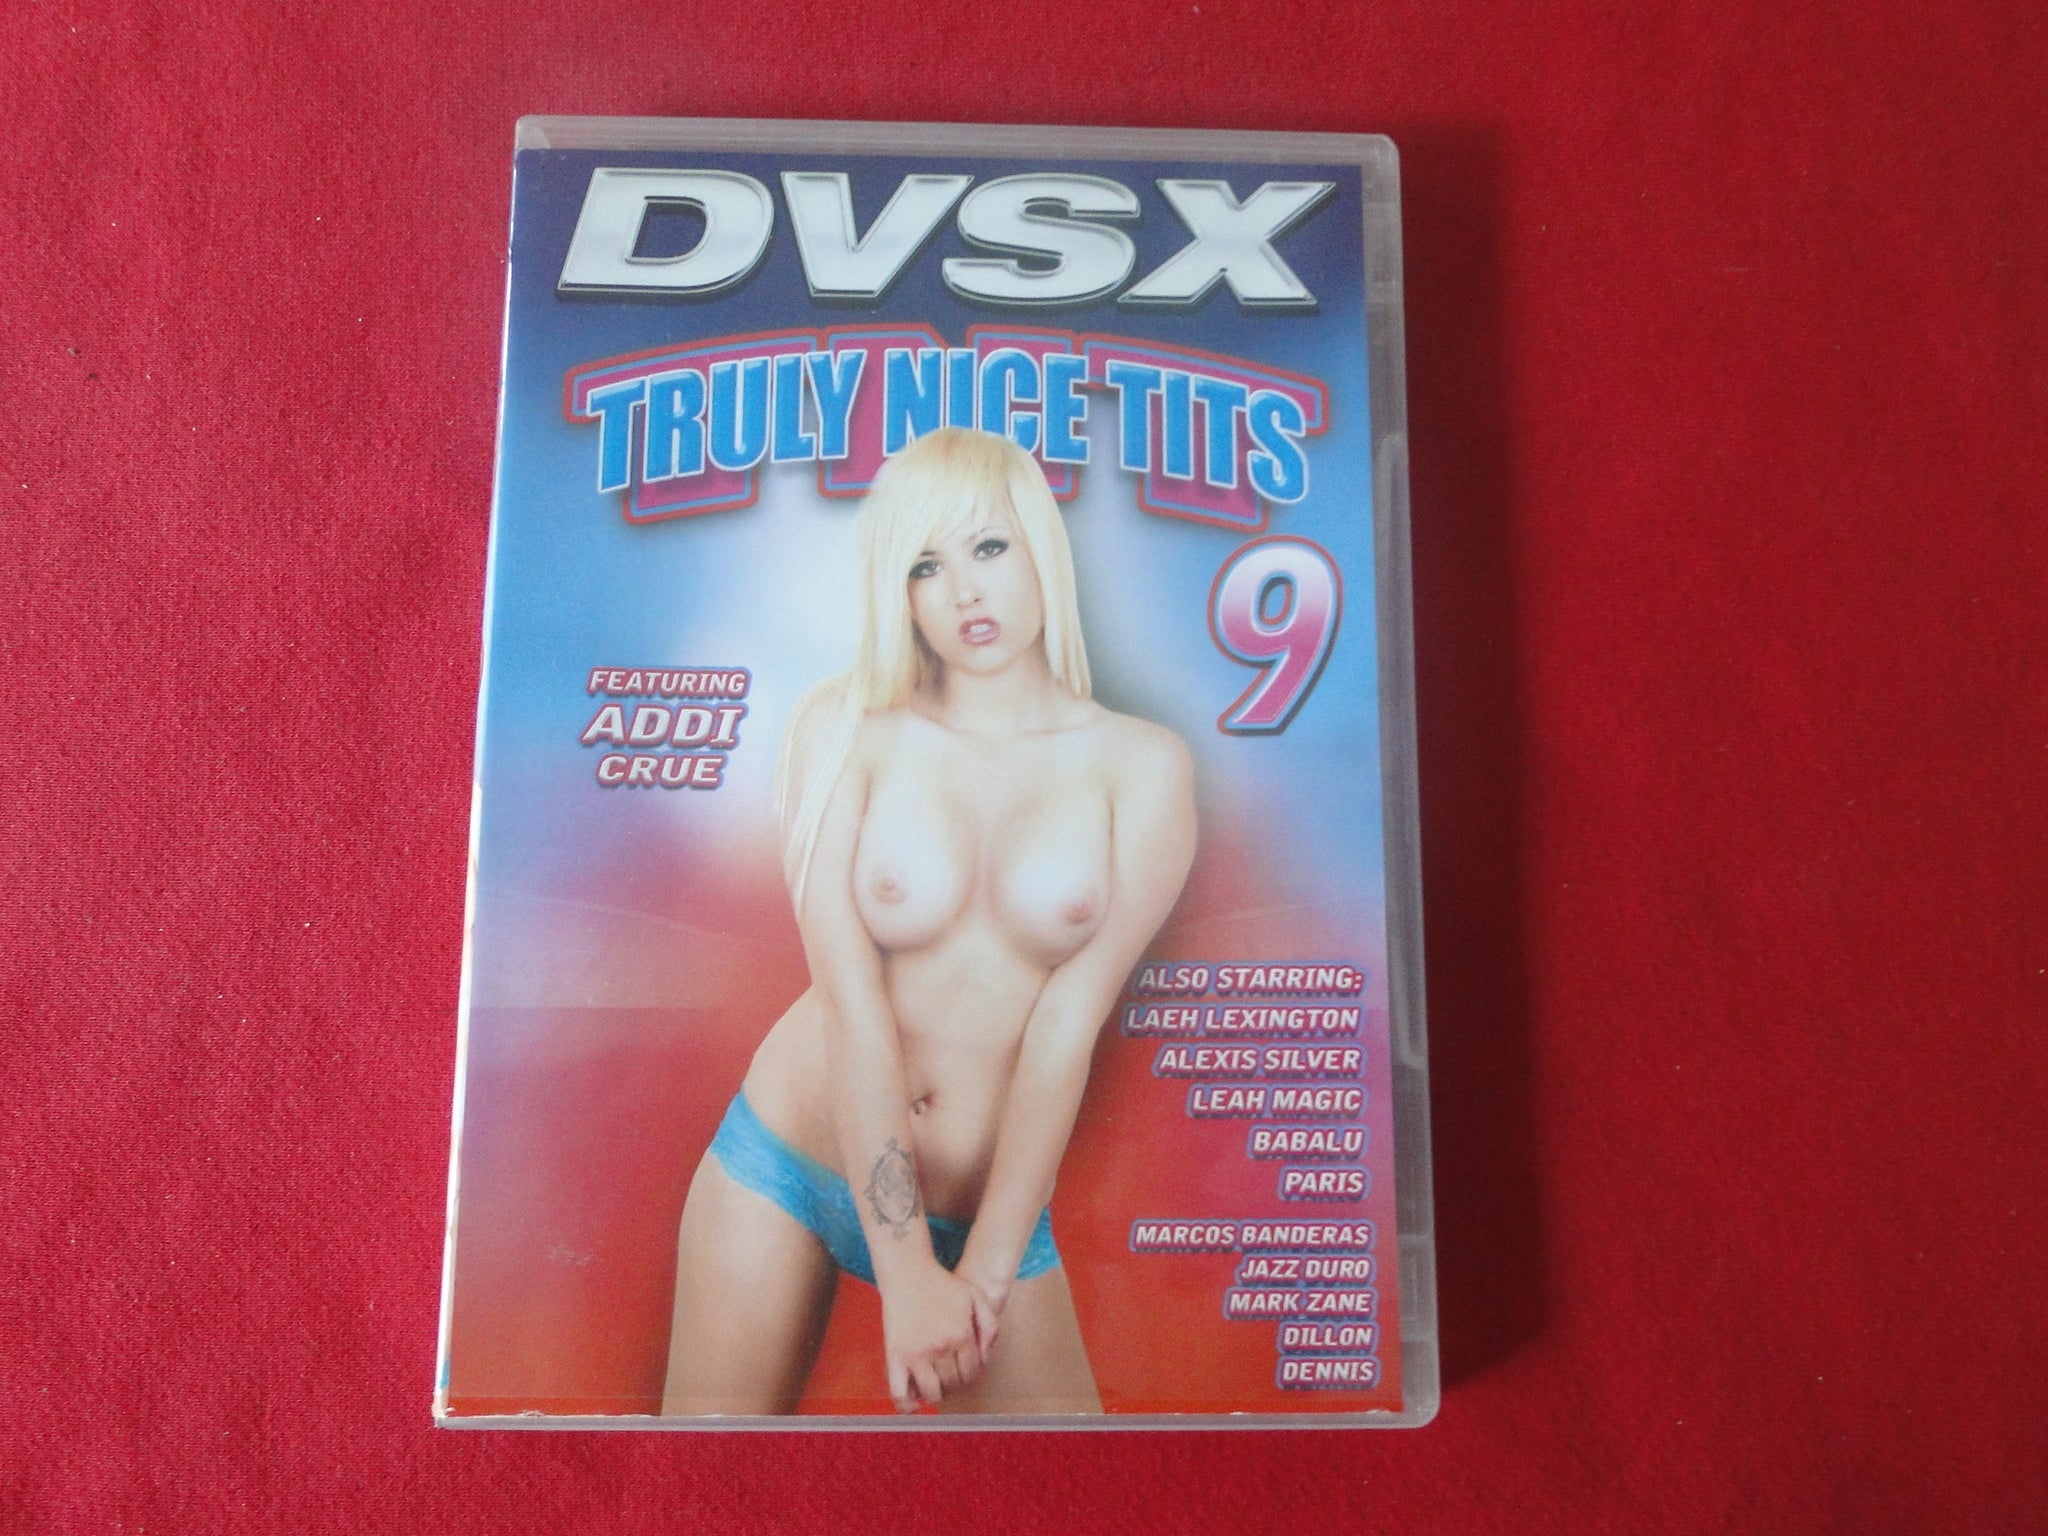 DVSX
TRULY NICE TITS
9
FEATURING
ADDI
CRUE
ALSO STARRING:
LAEH LEXINGTON
ALEXIS SILVER
LEAH MAGIC
BABALU
PARIS
MARCOS BANDERAS
JAZZ DURO
MARK ZANE
DILLON
DENNIS